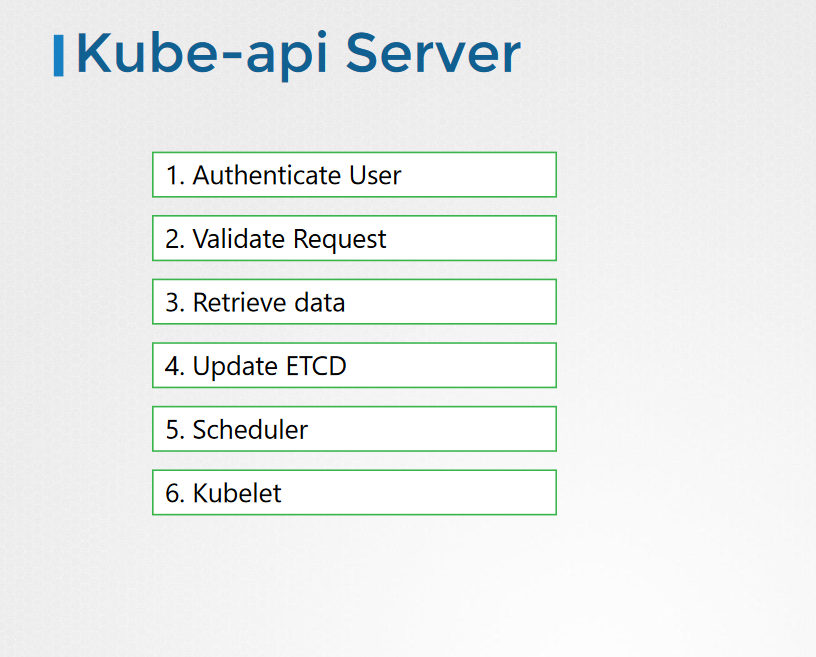 Kube-api Server
1. Authenticate User
2. Validate Request
3. Retrieve data
4. Update ETCD
5. Scheduler
6. Kubelet